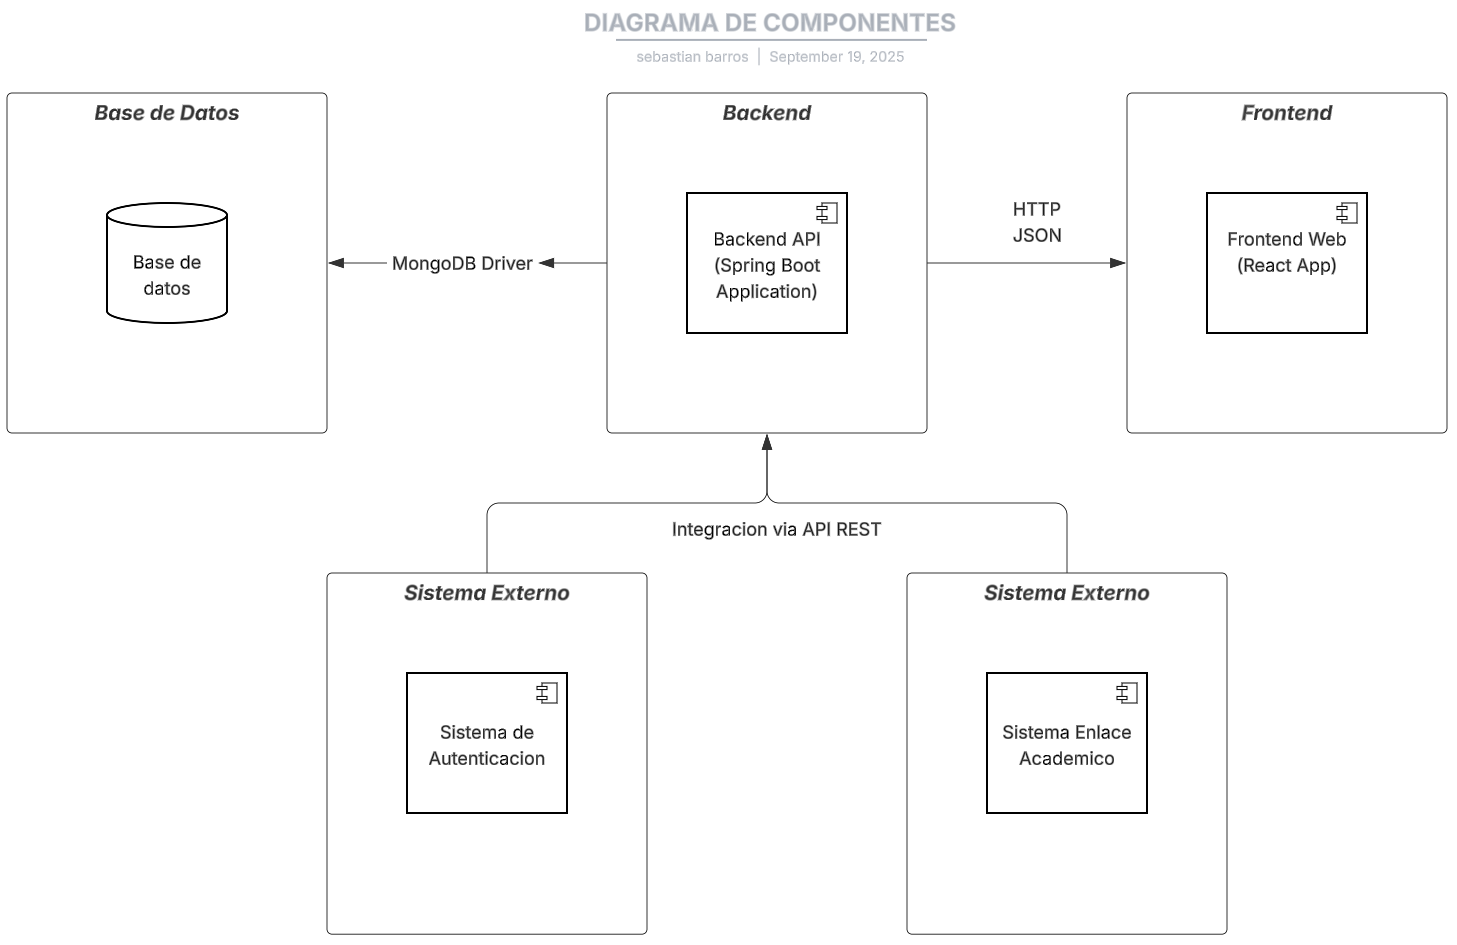 DIAGRAMA DE COMPONENTES
sebastian barros | September 19, 2025
Base de Datos
Base de
datos
MongoDB Driver
Backend
Backend API
(Spring Boot
Application)
HTTP
JSON
Frontend
Frontend Web
(React App)
Integracion via API REST
Sistema Externo
Sistema de
Autenticacion
Sistema Externo
Sistema Enlace
Academico